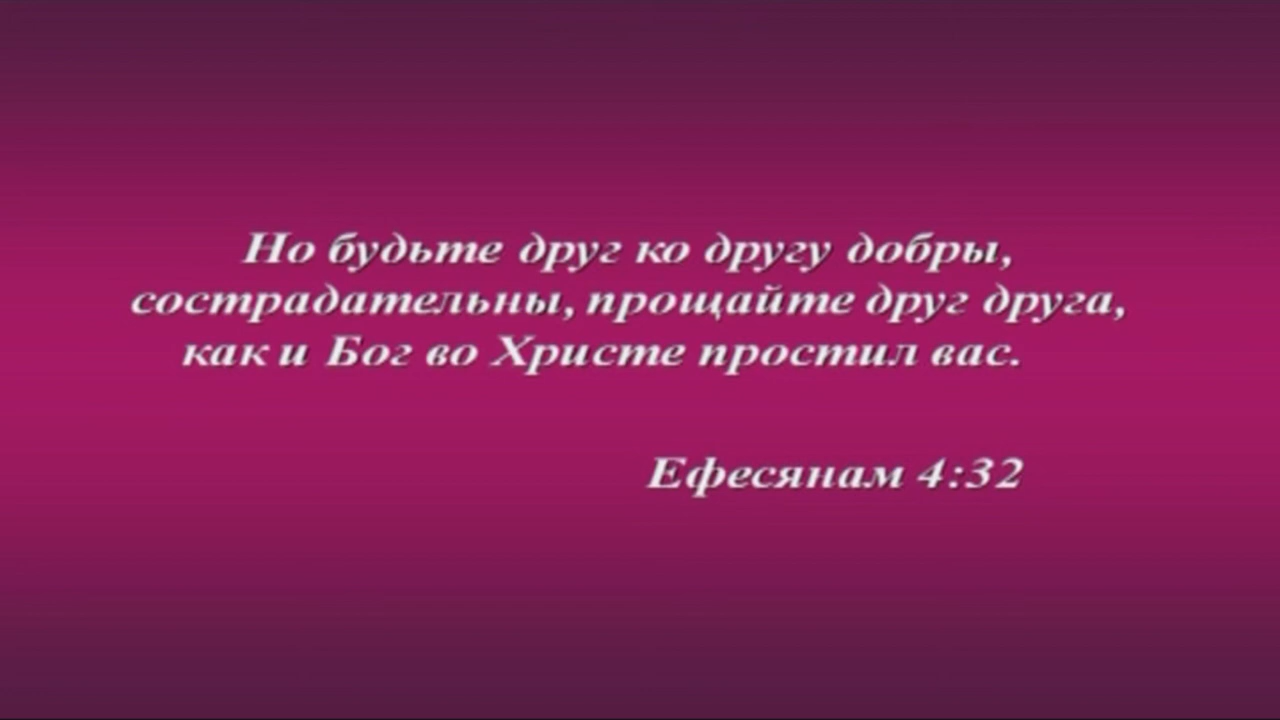 Но будьте друг ко другу добры,
сострадательны, прощайте друг друга,
как и Бог во Христе простил вас.
Ефесянам 4:32